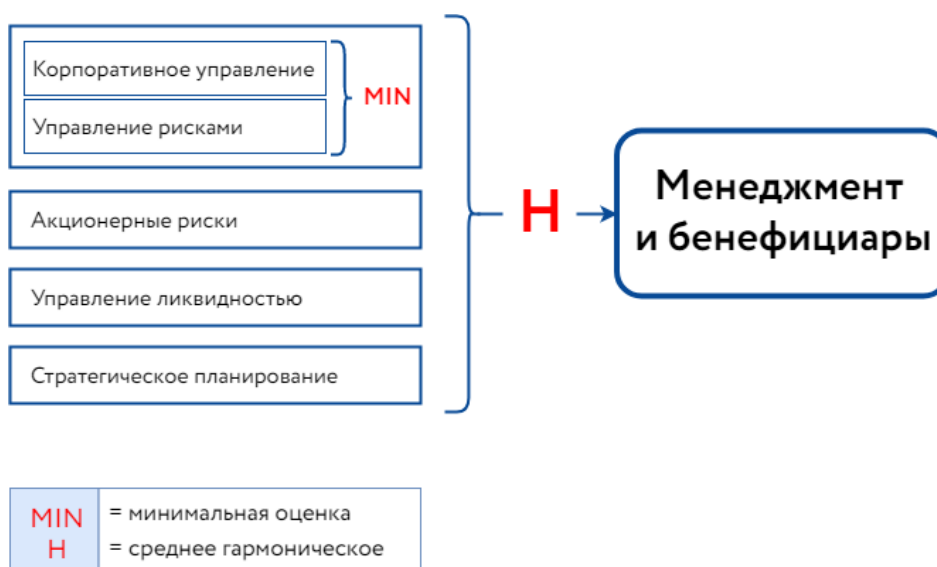 Корпоративное управление
MIN
Управление рисками
Акционерные риски
Управление ликвидностью
Стратегическое планирование
H
Менеджмент
и бенефициары
MIN = минимальная оценка
H = среднее гармоническое